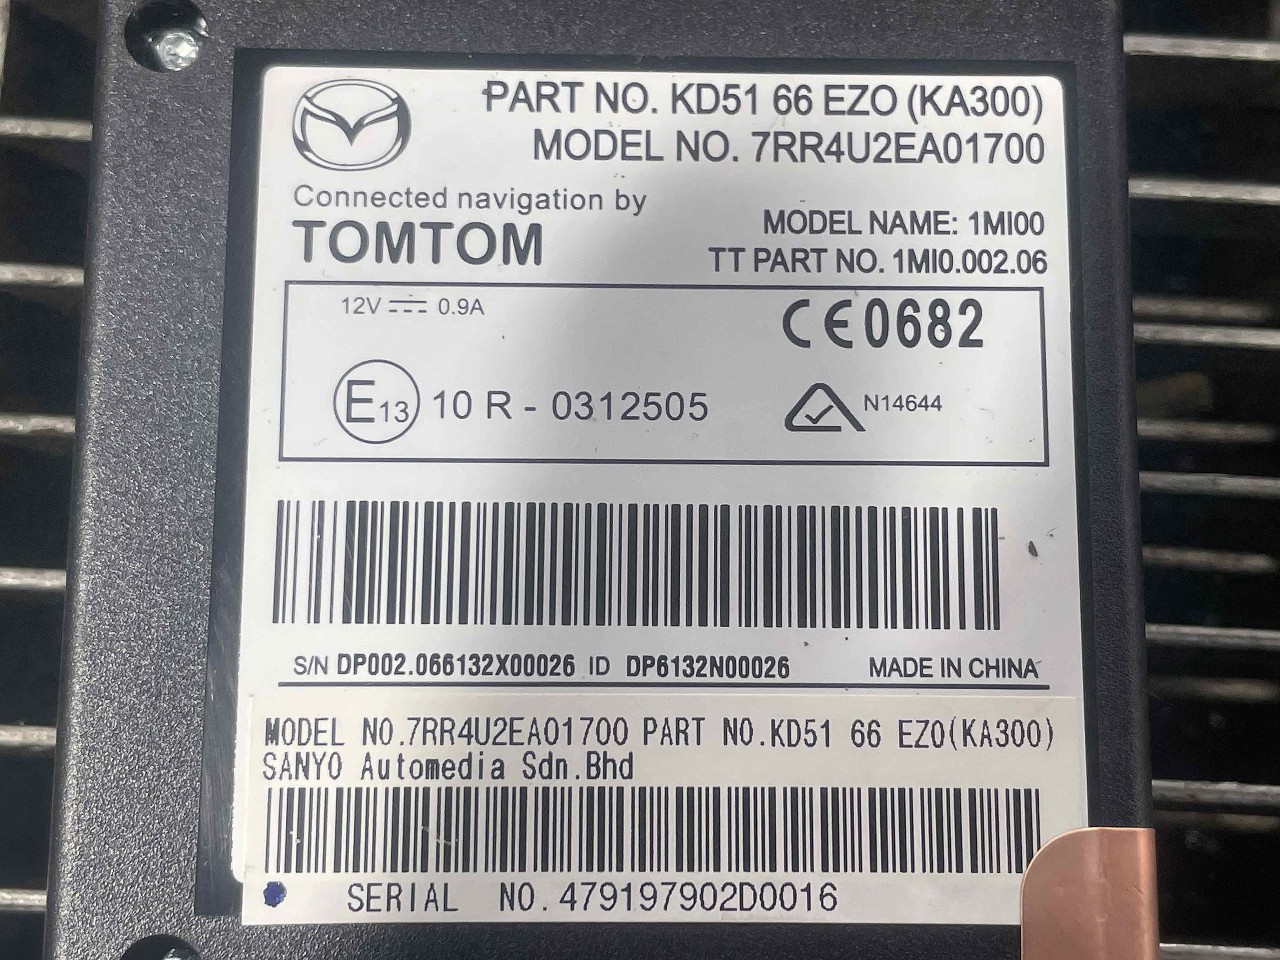 PART NO. KD51 66 EZ0 (KA300)
MODEL NO. 7RR4U2EA01700
Connected navigation by
TOMTOM
MODEL NAME: 1MI00
TT PART NO. 1MI0.002.06
12V 0.9A
CE0682
E13 10 R - 0312505
N14644
S/N DP002.066132X00026 ID DP6132N00026 MADE IN CHINA
MODEL NO.7RR4U2EA01700 PART NO.KD51 66 EZ0(KA300)
SANYO Automedia Sdn.Bhd
SERIAL NO.479197902D0016